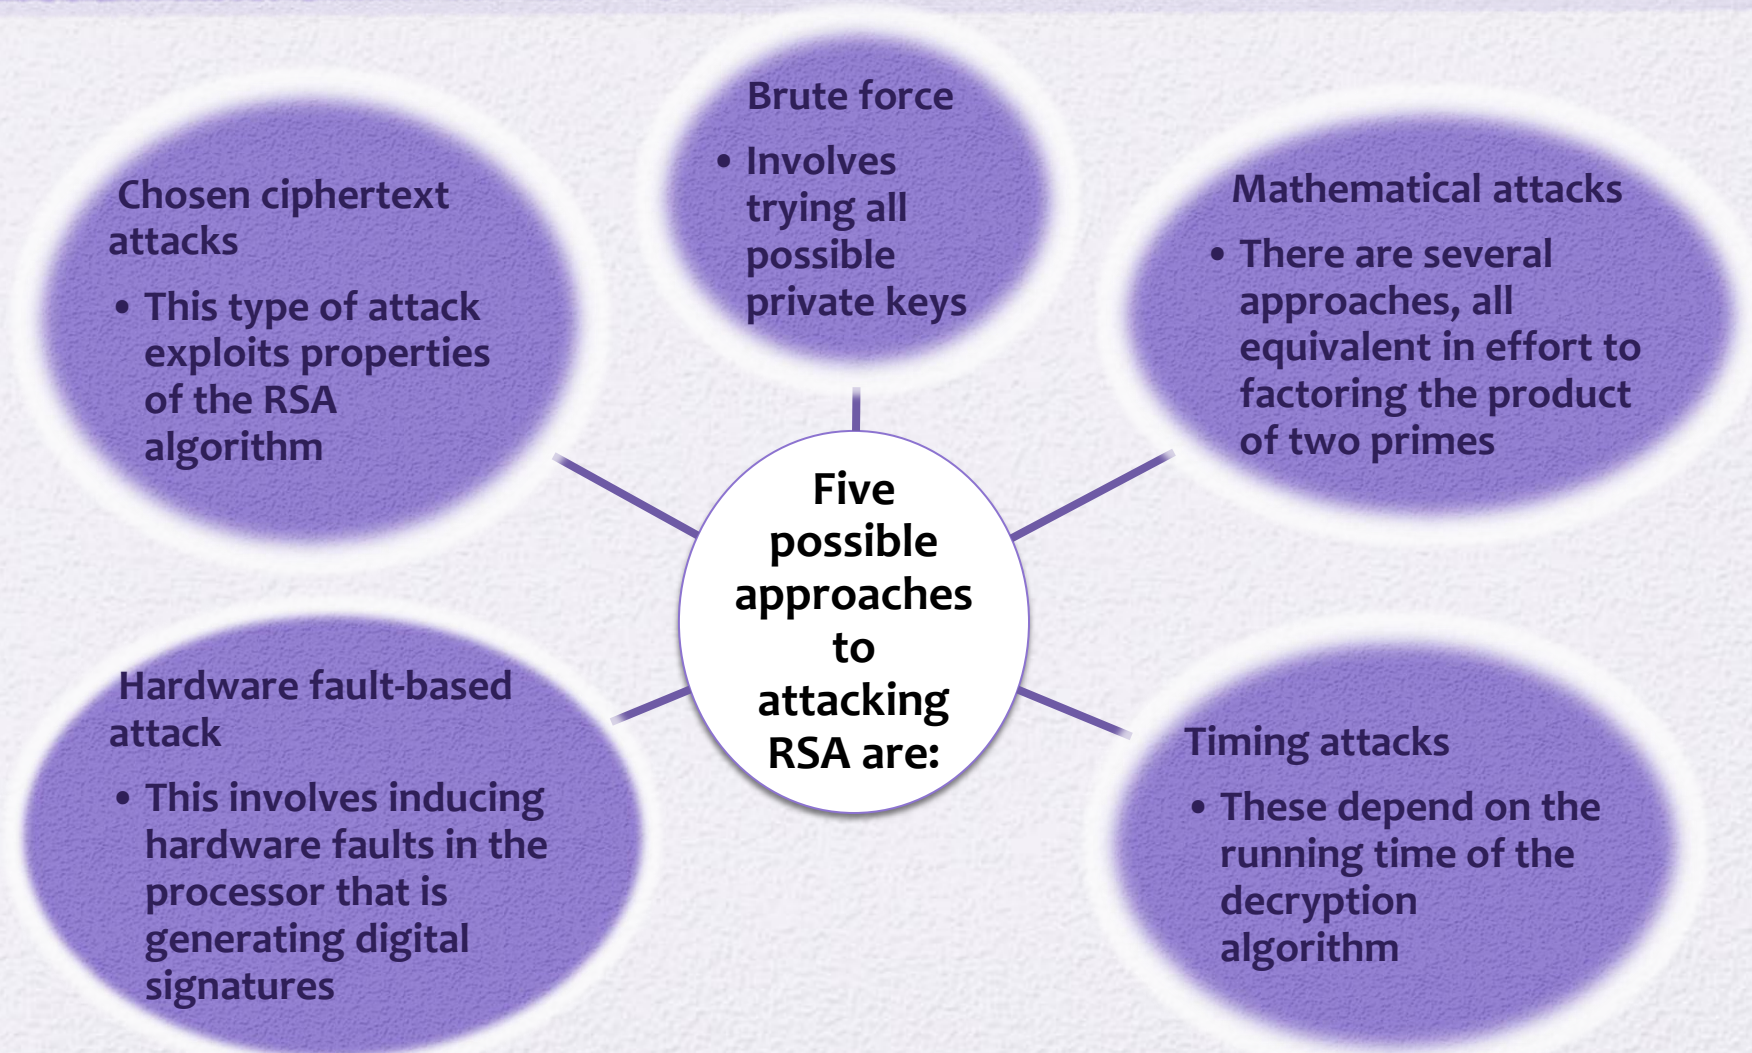 Brute force
• Involves
trying all
possible
private keys
Chosen ciphertext
attacks
• This type of attack
exploits properties
of the RSA
algorithm
Mathematical attacks
• There are several
approaches, all
equivalent in effort to
factoring the product
of two primes
Five
possible
approaches
to
attacking
RSA are:
Hardware fault-based
attack
• This involves inducing
hardware faults in the
processor that is
generating digital
signatures
Timing attacks
• These depend on the
running time of the
decryption
algorithm